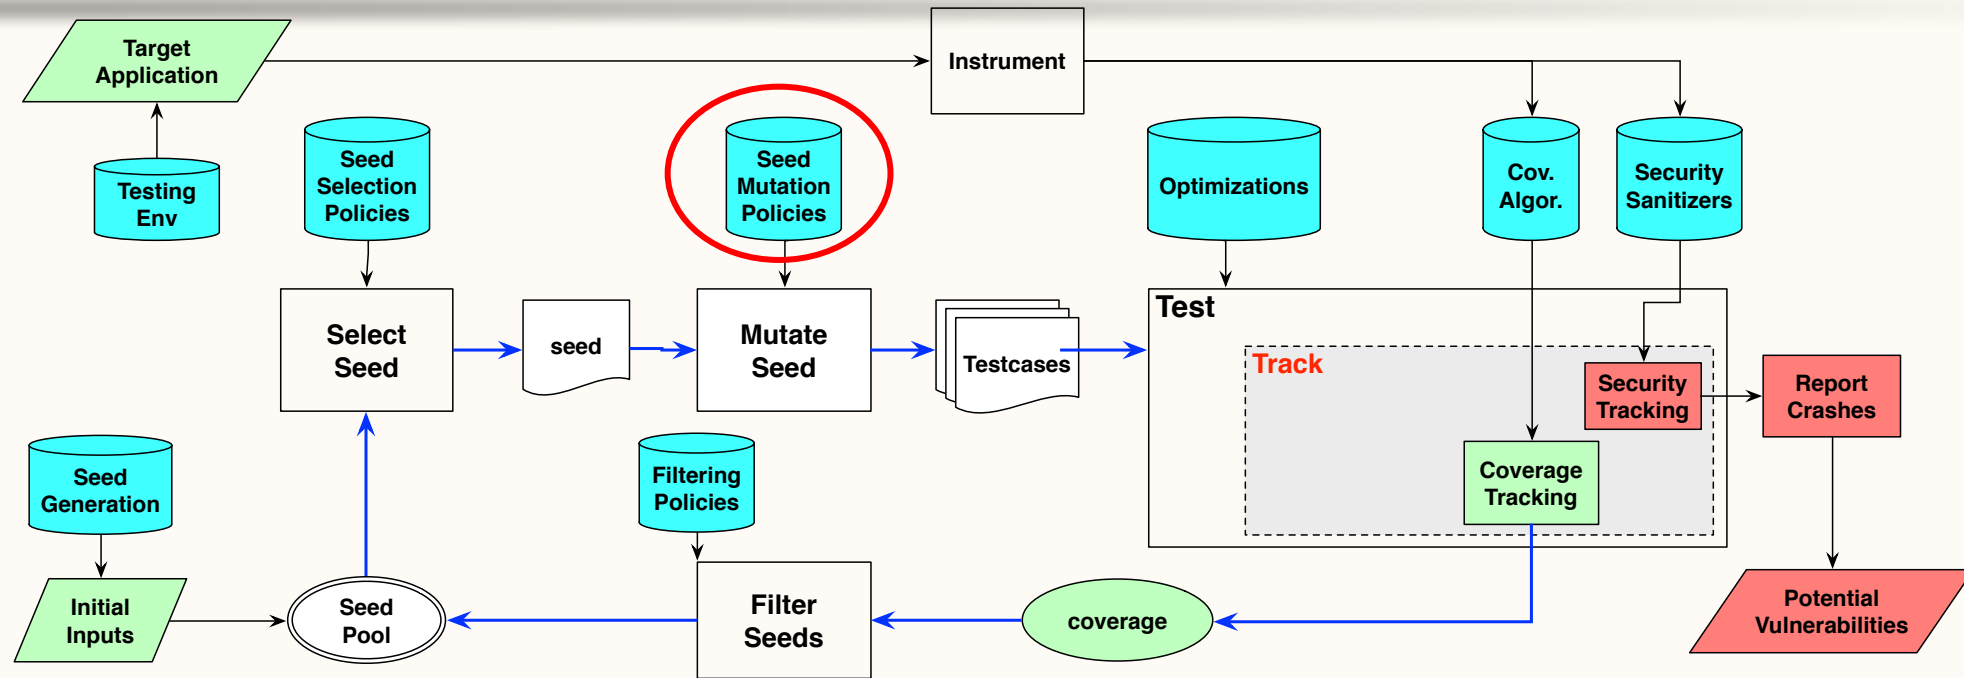 Target
Application
Instrument
Testing
Env
Seed
Selection
Policies
Seed
Mutation
Policies
Optimizations
Cov.
Algor.
Security
Sanitizers
Select
Seed
seed
Mutate
Seed
Testcases
Test
Track
Security
Tracking
Report
Crashes
Coverage
Tracking
Seed
Generation
Filtering
Policies
Initial
Inputs
Seed
Pool
Filter
Seeds
coverage
Potential
Vulnerabilities